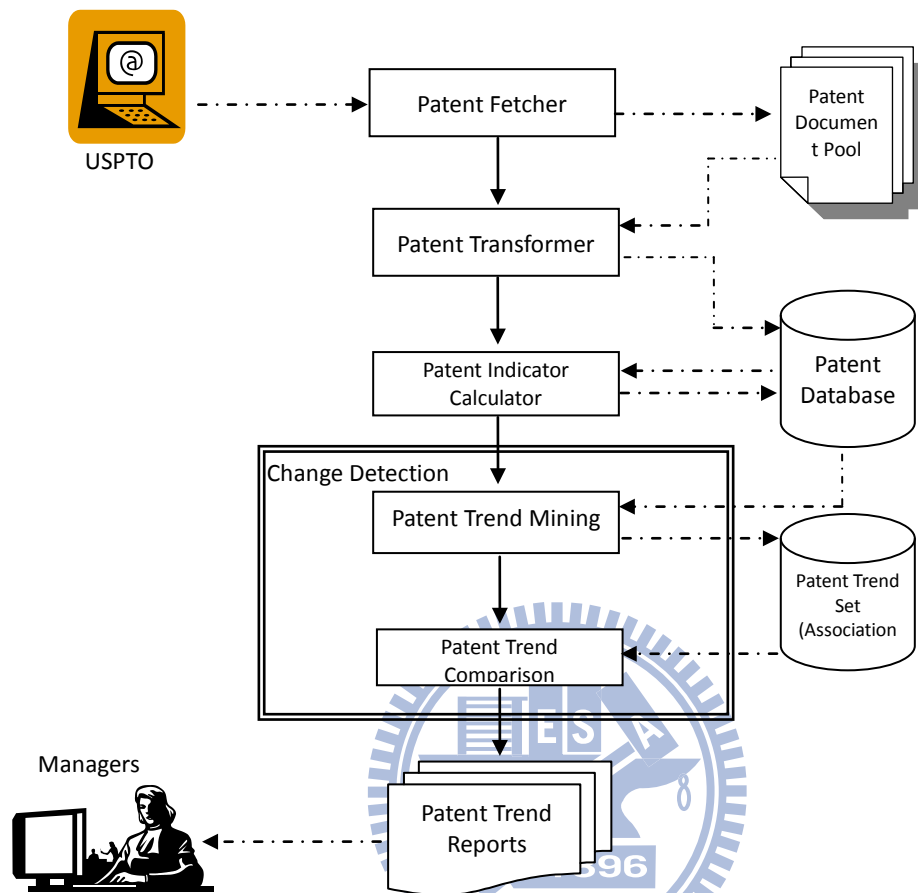 @
USPTO
Patent Fetcher
Patent
Documen
t Pool
Patent Transformer
Patent Indicator
Calculator
Patent
Database
Change Detection
Patent Trend Mining
Patent Trend
Set
(Association
Patent Trend
Comparison
E S A
Managers
Patent Trend
Reports
1896